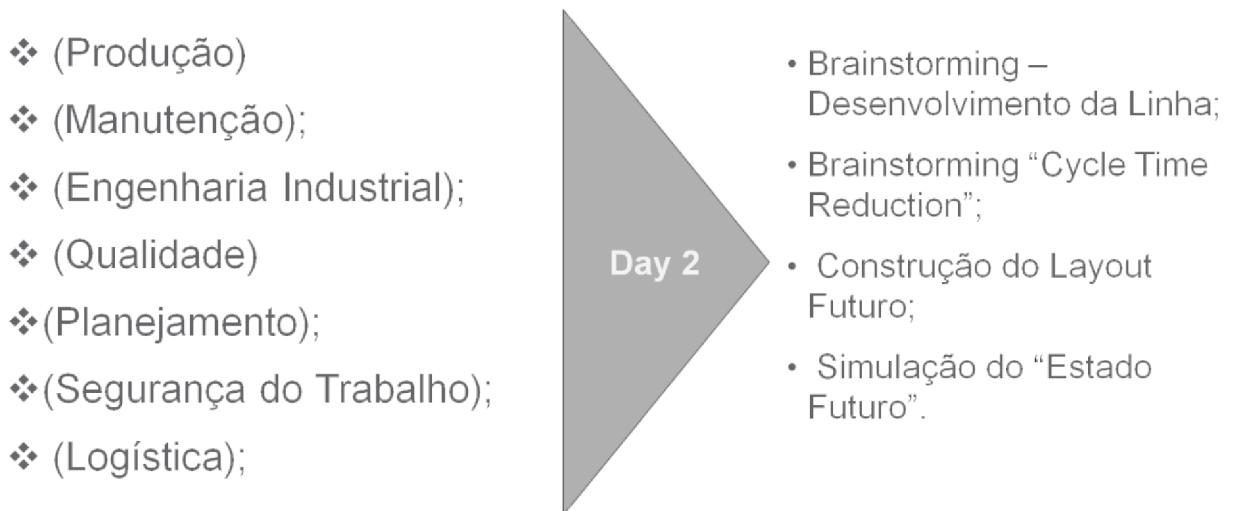 ❖ (Produção)
❖ (Manutenção);
❖ (Engenharia Industrial);
❖ (Qualidade)
❖(Planejamento);
❖(Segurança do Trabalho);
❖ (Logística);
Day 2
• Brainstorming –
Desenvolvimento da Linha;
• Brainstorming “Cycle Time
Reduction”;
• Construção do Layout
Futuro;
• Simulação do “Estado
Futuro”.